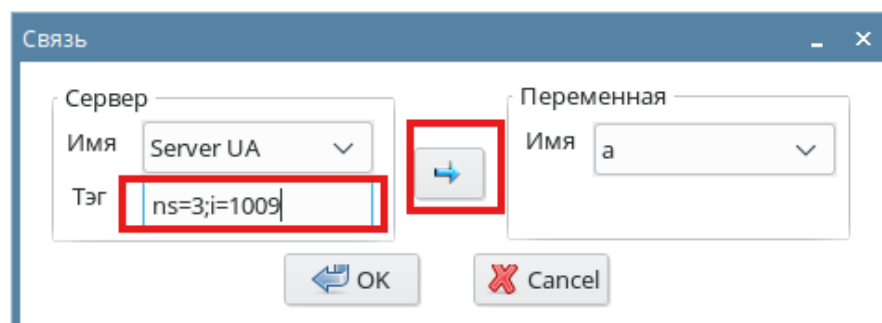 Связь
Сервер
Имя
Server UA
Тэг
ns=3;i=1009
Переменная
Имя
a
OK
Cancel